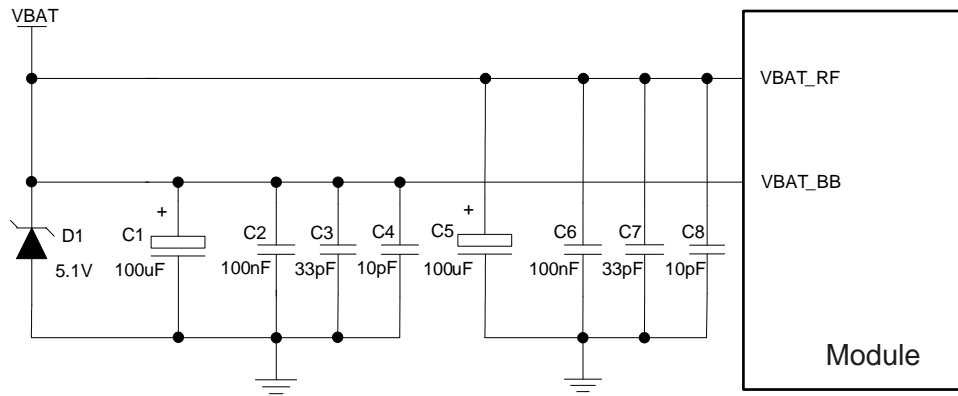 VBAT
VBAT_RF
VBAT_BB
+
+
D1
C1
C2
C3
C4
C5
C6
C7
C8
5.1V
100uF
100nF
33pF
10pF
100uF
100nF
33pF
10pF
Module